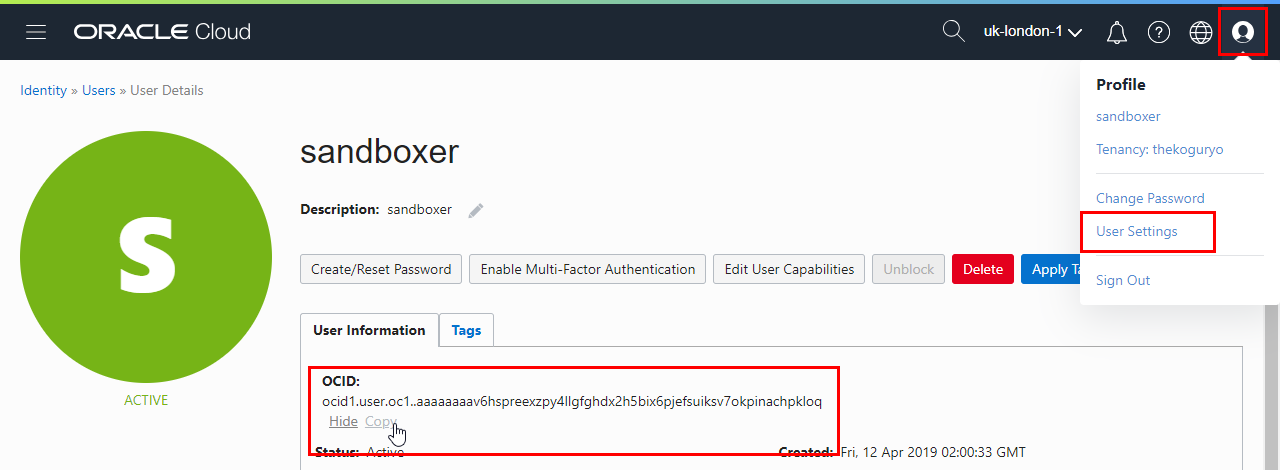 ORACLE Cloud
uk-london-1
Identity » Users » User Details
Profile
sandboxer
Tenancy: thekoguryo
Change Password
User Settings
Sign Out
S
ACTIVE
sandboxer
Description: sandboxer
Create/Reset Password Enable Multi-Factor Authentication Edit User Capabilities Unblock Delete Apply Ta
User Information Tags
OCID:
ocid1.user.oc1..aaaaaaaav6hspreexzpy4llgfghdx2h5bix6pjefsuiksv7okpinachpkloq
Hide Copy
Status: Active Created: Fri, 12 Apr 2019 02:00:33 GMT